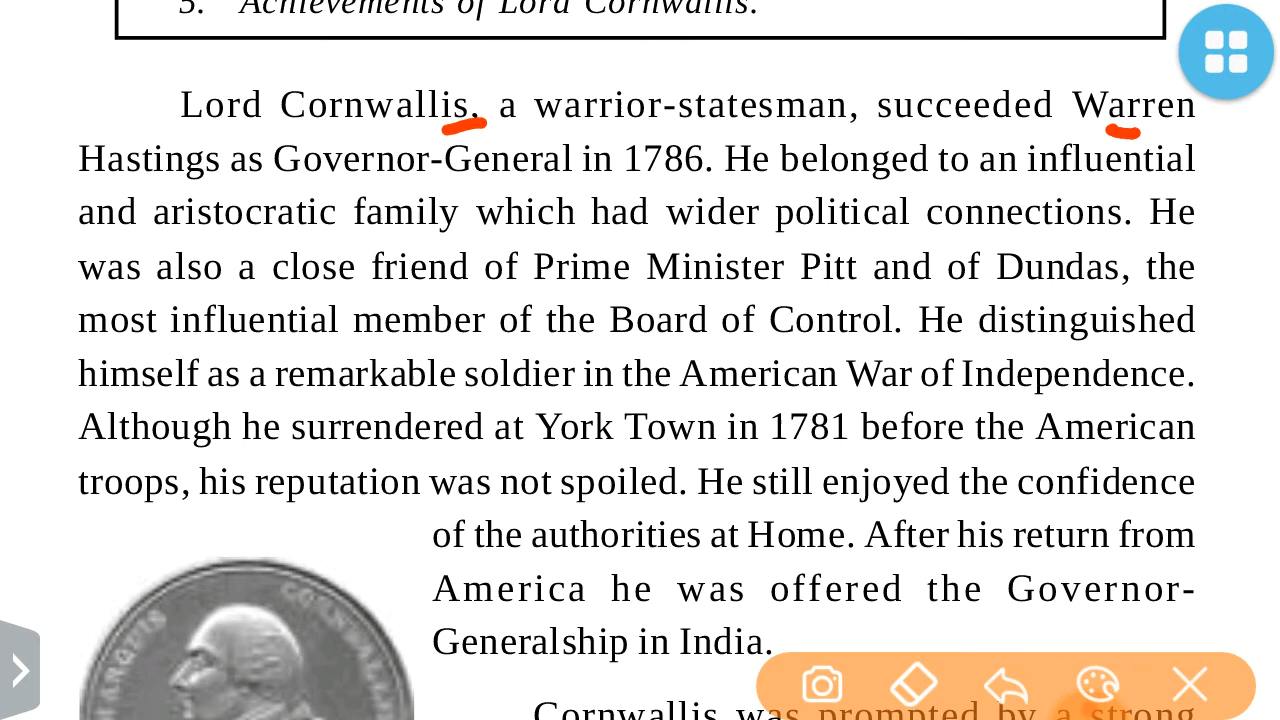 5. Achievements of Lord Cornwallis.
Lord Cornwallis, a warrior-statesman, succeeded Warren
Hastings as Governor-General in 1786. He belonged to an influential
and aristocratic family which had wider political connections. He
was also a close friend of Prime Minister Pitt and of Dundas, the
most influential member of the Board of Control. He distinguished
himself as a remarkable soldier in the American War of Independence.
Although he surrendered at York Town in 1781 before the American
troops, his reputation was not spoiled. He still enjoyed the confidence
of the authorities at Home. After his return from
America he was offered the Governor-
Generalship in India.
Cornwallis was prompted by a strong